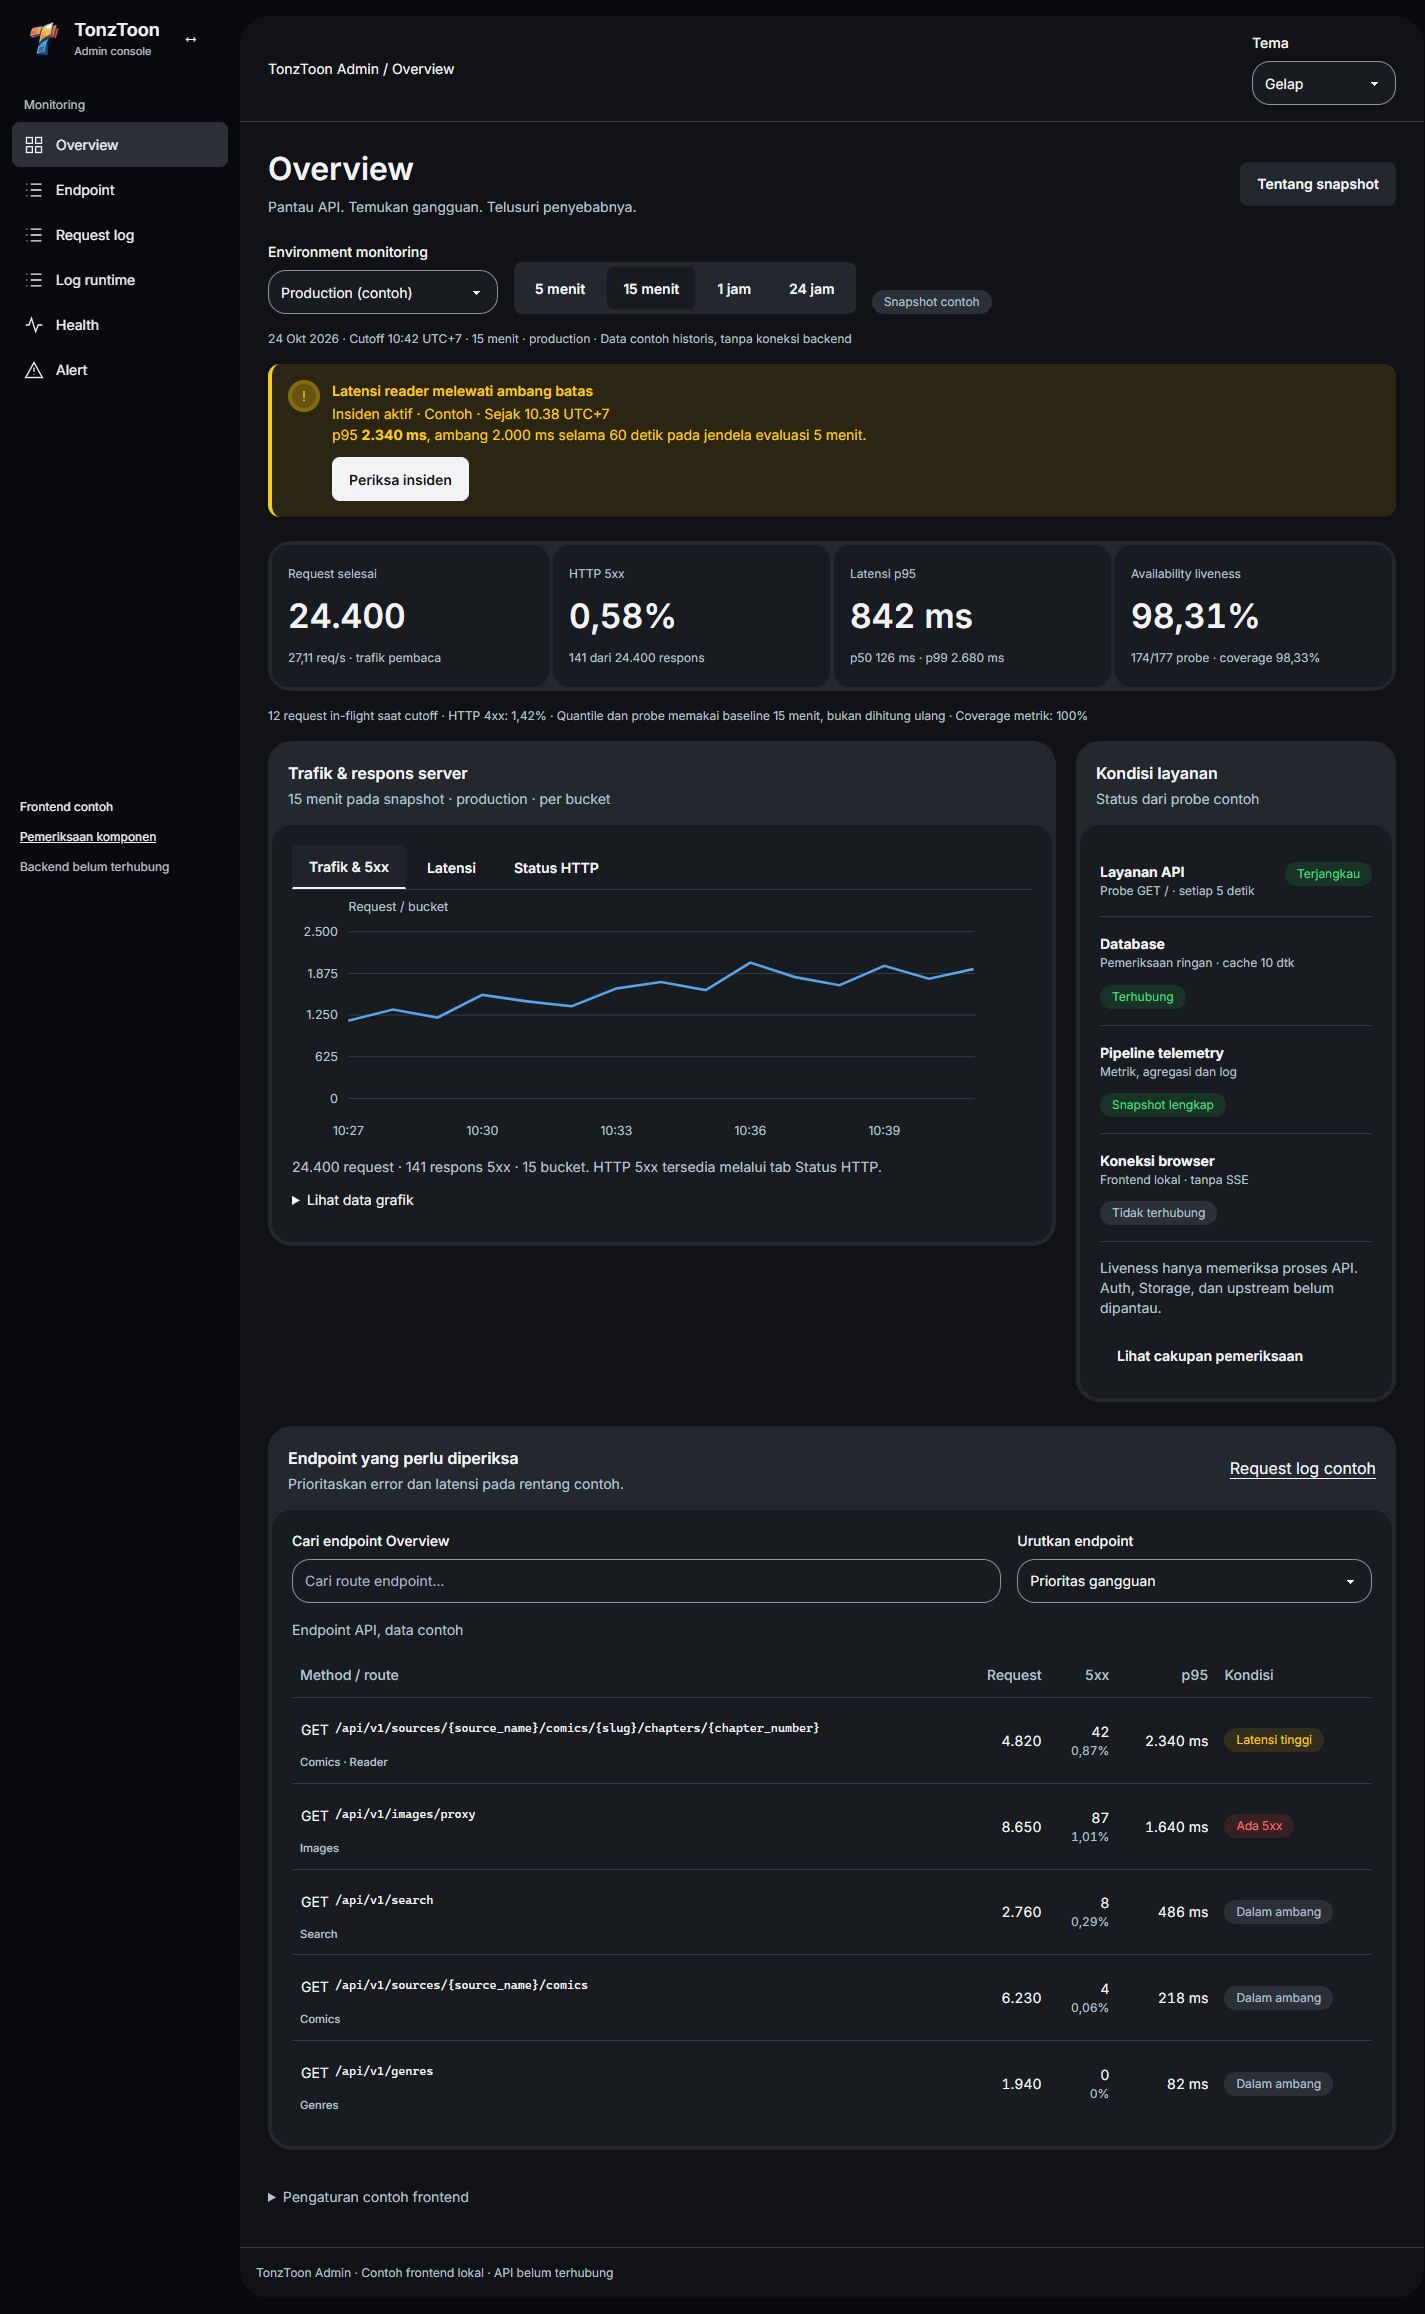 TonzToon
Admin console
↔
Monitoring
Overview
Endpoint
Request log
Log runtime
Health
Alert
Frontend contoh
Pemeriksaan komponen
Backend belum terhubung
TonzToon Admin / Overview
Tema
Gelap
Overview
Pantau API. Temukan gangguan. Telusuri penyebabnya.
Tentang snapshot
Environment monitoring
Production (contoh)
5 menit
15 menit
1 jam
24 jam
Snapshot contoh
24 Okt 2026 · Cutoff 10:42 UTC+7 · 15 menit · production · Data contoh historis, tanpa koneksi backend
!
Latensi reader melewati ambang batas
Insiden aktif · Contoh · Sejak 10.38 UTC+7
p95 2.340 ms, ambang 2.000 ms selama 60 detik pada jendela evaluasi 5 menit.
Periksa insiden
Request selesai
24.400
27,11 req/s · trafik pembaca
HTTP 5xx
0,58%
141 dari 24.400 respons
Latensi p95
842 ms
p50 126 ms · p99 2.680 ms
Availability liveness
98,31%
174/177 probe · coverage 98,33%
12 request in-flight saat cutoff · HTTP 4xx: 1,42% · Quantile dan probe memakai baseline 15 menit, bukan dihitung ulang · Coverage metrik: 100%
Trafik & respons server
15 menit pada snapshot · production · per bucket
Trafik & 5xx
Latensi
Status HTTP
Request / bucket
2.500
1.875
1.250
625
0
10:27
10:30
10:33
10:36
10:39
24.400 request · 141 respons 5xx · 15 bucket. HTTP 5xx tersedia melalui tab Status HTTP.
Lihat data grafik
Kondisi layanan
Status dari probe contoh
Layanan API
Probe GET / · setiap 5 detik
Terjangkau
Database
Pemeriksaan ringan · cache 10 dtk
Terhubung
Pipeline telemetry
Metrik, agregasi dan log
Snapshot lengkap
Koneksi browser
Frontend lokal · tanpa SSE
Tidak terhubung
Liveness hanya memeriksa proses API.
Auth, Storage, dan upstream belum
dipantau.
Lihat cakupan pemeriksaan
Endpoint yang perlu diperiksa
Prioritaskan error dan latensi pada rentang contoh.
Request log contoh
Cari endpoint Overview
Cari route endpoint...
Urutkan endpoint
Prioritas gangguan
Endpoint API, data contoh
Method / route
Request
5xx
p95
Kondisi
GET /api/v1/sources/{source_name}/comics/{slug}/chapters/{chapter_number}
Comics · Reader
4.820
42
0,87%
2.340 ms
Latensi tinggi
GET /api/v1/images/proxy
Images
8.650
87
1,01%
1.640 ms
Ada 5xx
GET /api/v1/search
Search
2.760
8
0,29%
486 ms
Dalam ambang
GET /api/v1/sources/{source_name}/comics
Comics
6.230
4
0,06%
218 ms
Dalam ambang
GET /api/v1/genres
Genres
1.940
0
0%
82 ms
Dalam ambang
Pengaturan contoh frontend
TonzToon Admin · Contoh frontend lokal · API belum terhubung